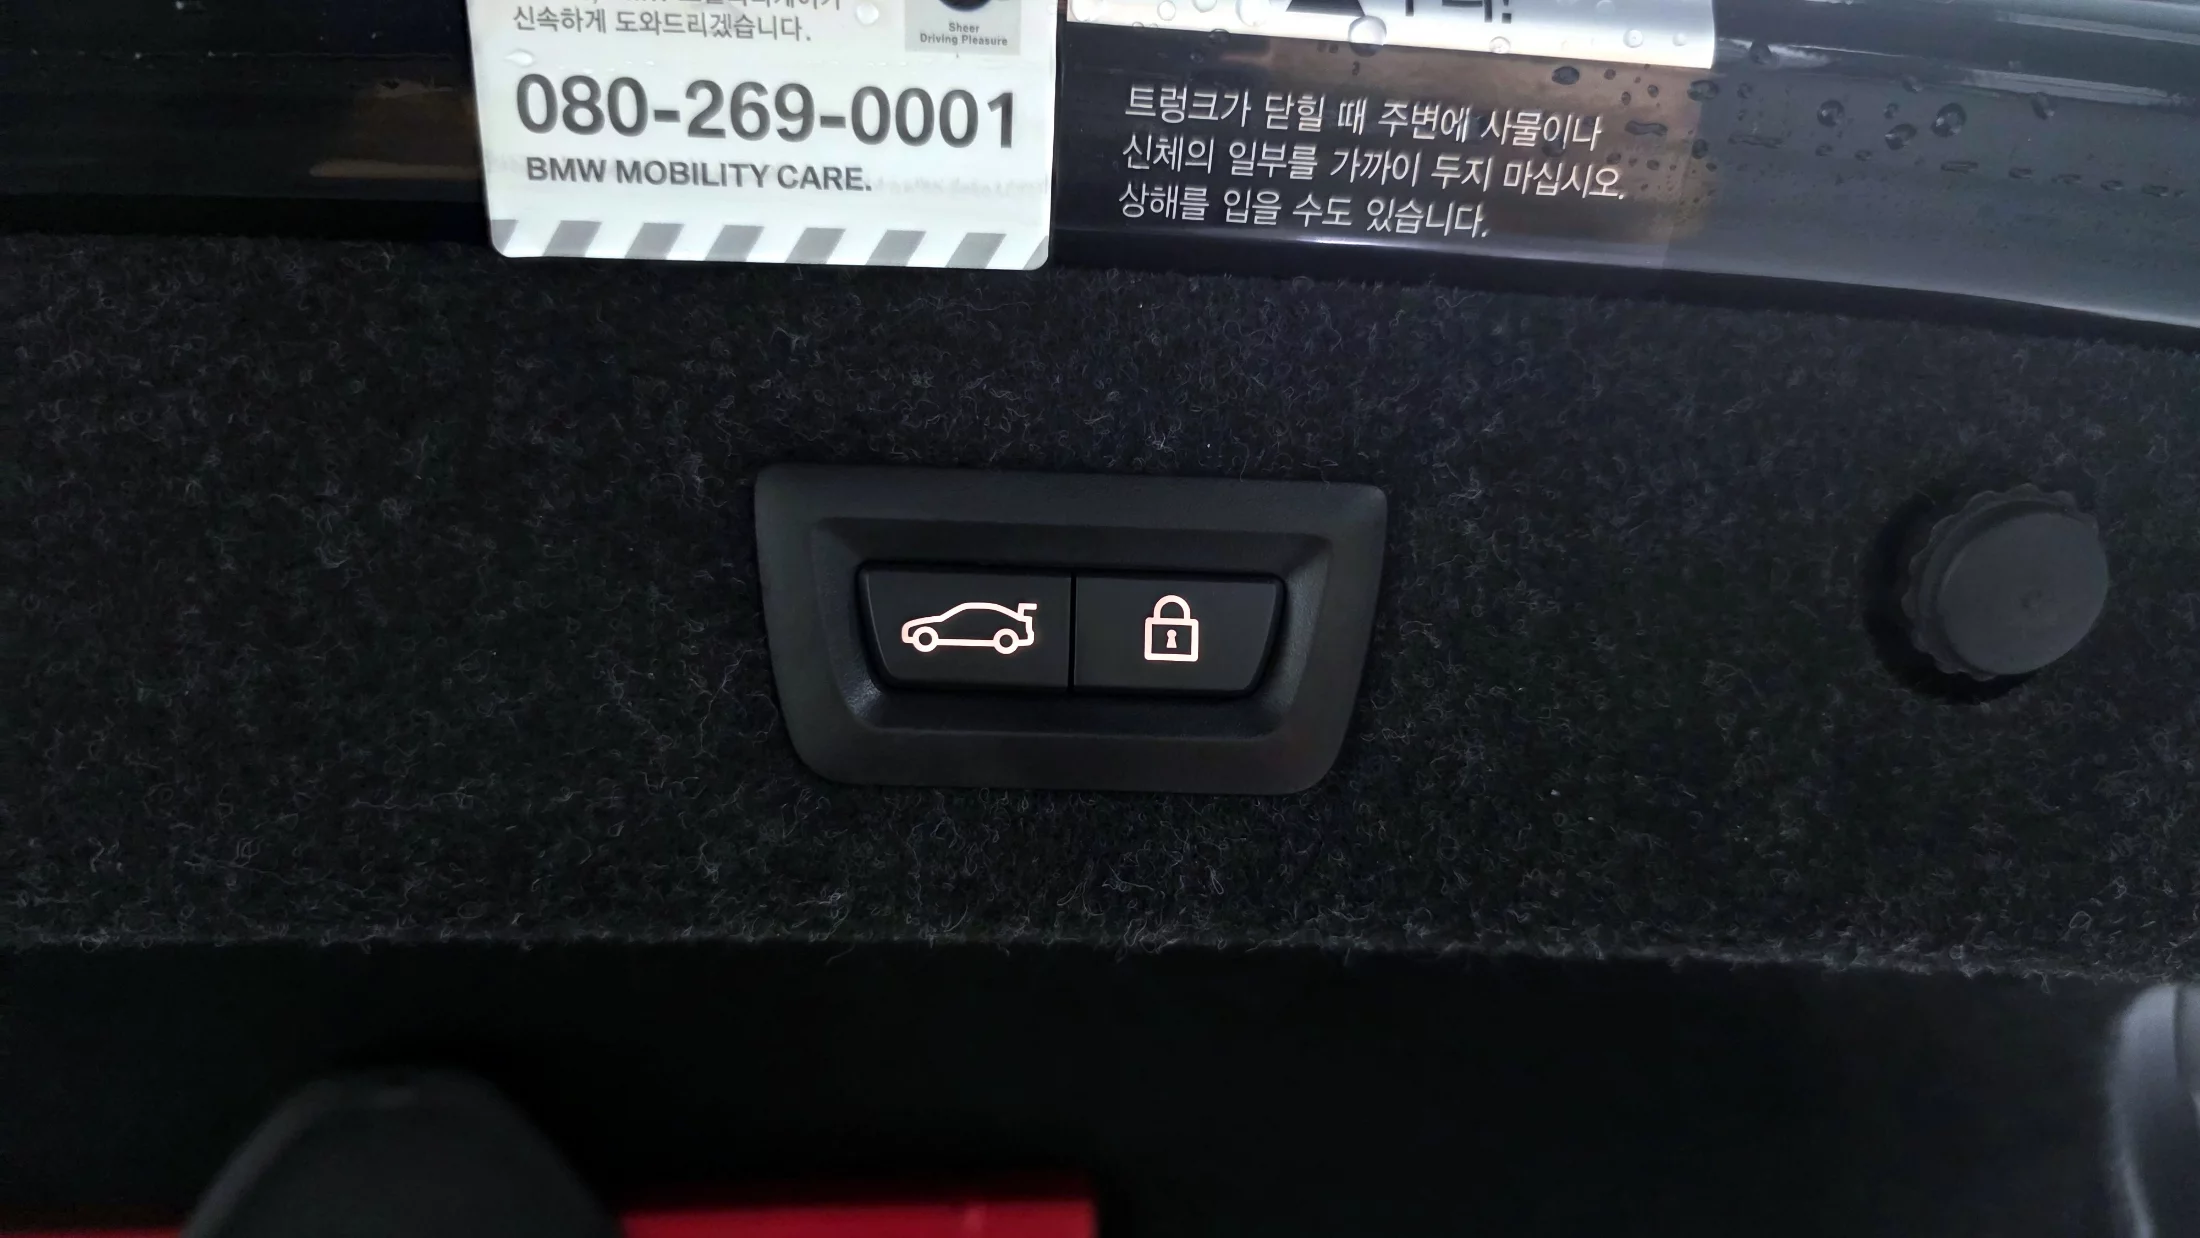 신속하게 도와드리겠습니다.
Sheer
Driving Pleasure
080-269-0001
BMW MOBILITY CARE.
트렁크가 닫힐 때 주변에 사물이나
신체의 일부를 가까이 두지 마십시오.
상해를 입을 수도 있습니다.